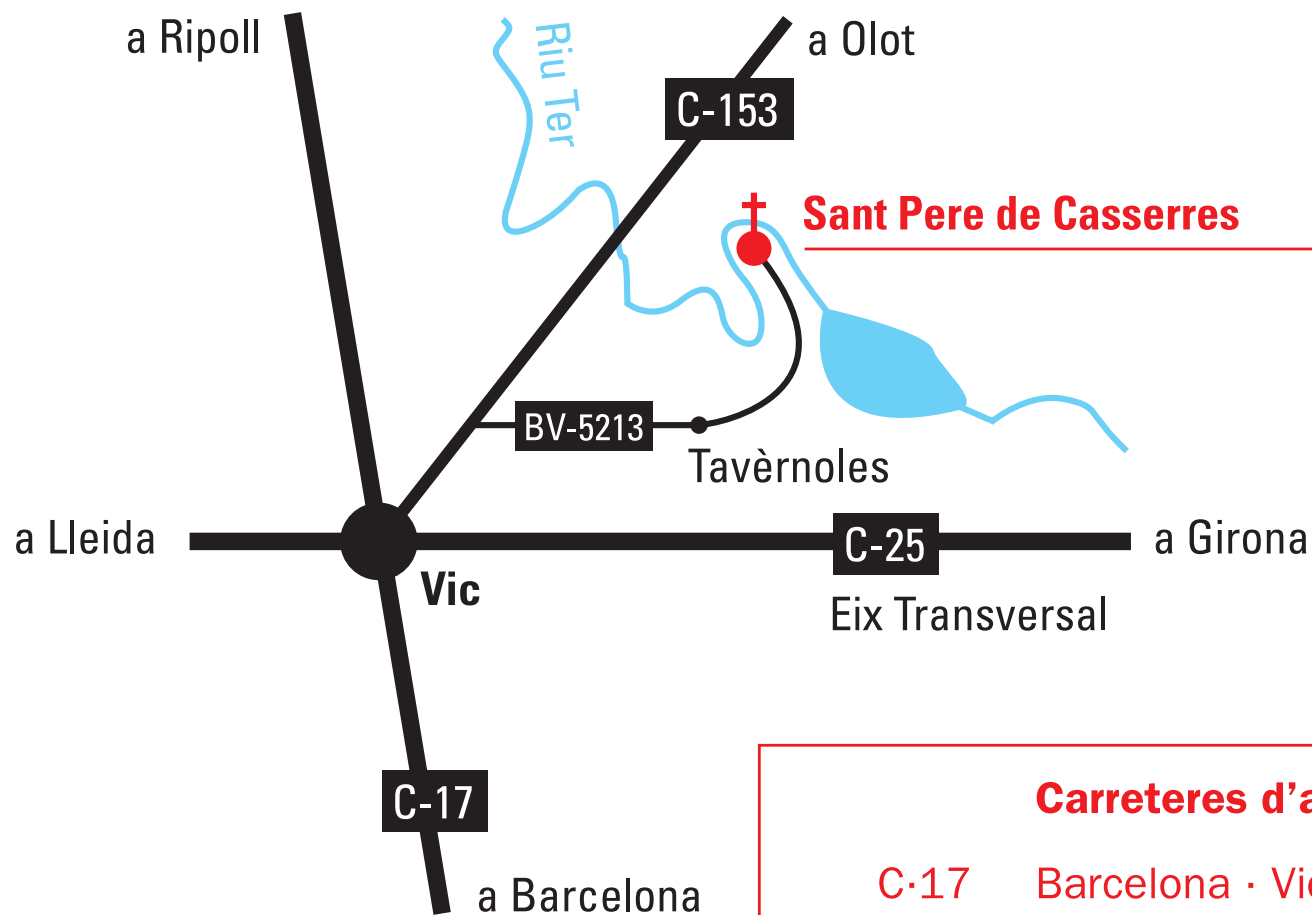 a Ripoll
Riu Ter
a Olot
C-153
Sant Pere de Casserres
BV-5213
Tavèrnoles
a Lleida
C-25
a Girona
Vic
Eix Transversal
C-17
a Barcelona
Carreteres d'a
C·17 Barcelona · Vic